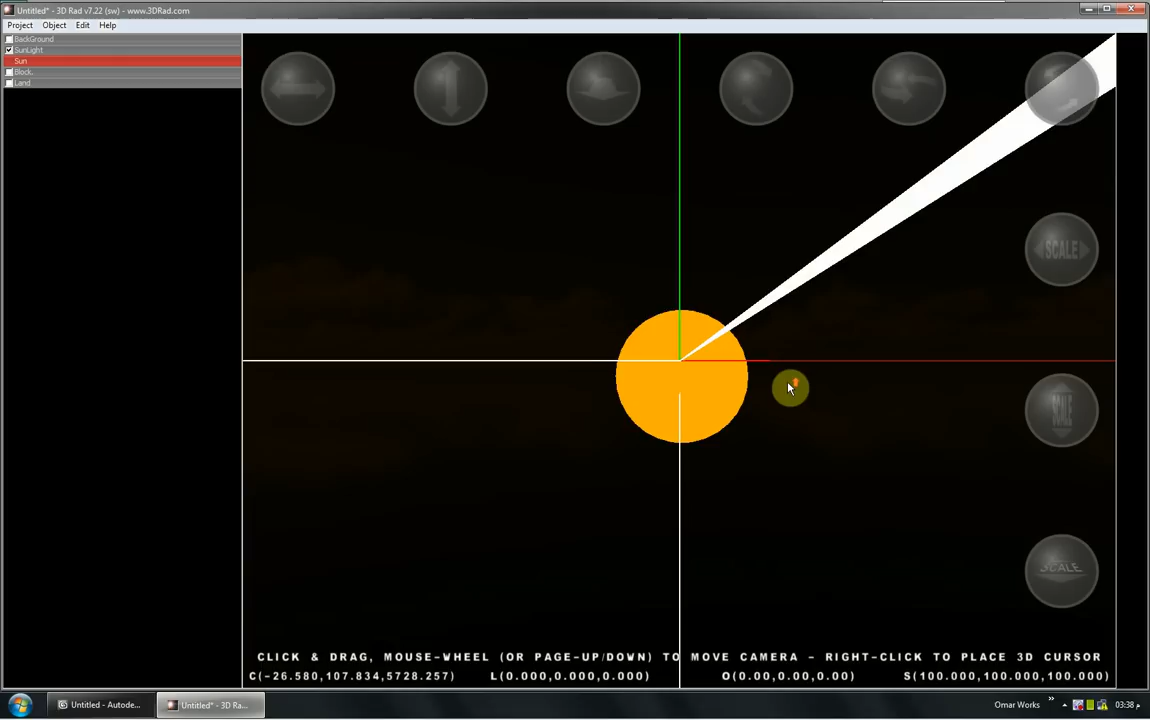 Untitled* - 3D Rad v7.22 (sw) - www.3DRad.com
Project Object Edit Help
BackGround
SunLight
Sun
Block.
Land
SCALE
SCALE
SCALE
CLICK & DRAG, MOUSE-WHEEL (OR PAGE-UP/DOWN) TO MOVE CAMERA - RIGHT-CLICK TO PLACE 3D CURSOR
C(-26.580,107.834,5728.257) L(0.000,0.000,0.000) O(0.00,0.00,0.00) S(100.000,100.000,100.000)
Untitled - Autode... Untitled* - 3D Ra... Omar Works » 03:38 م